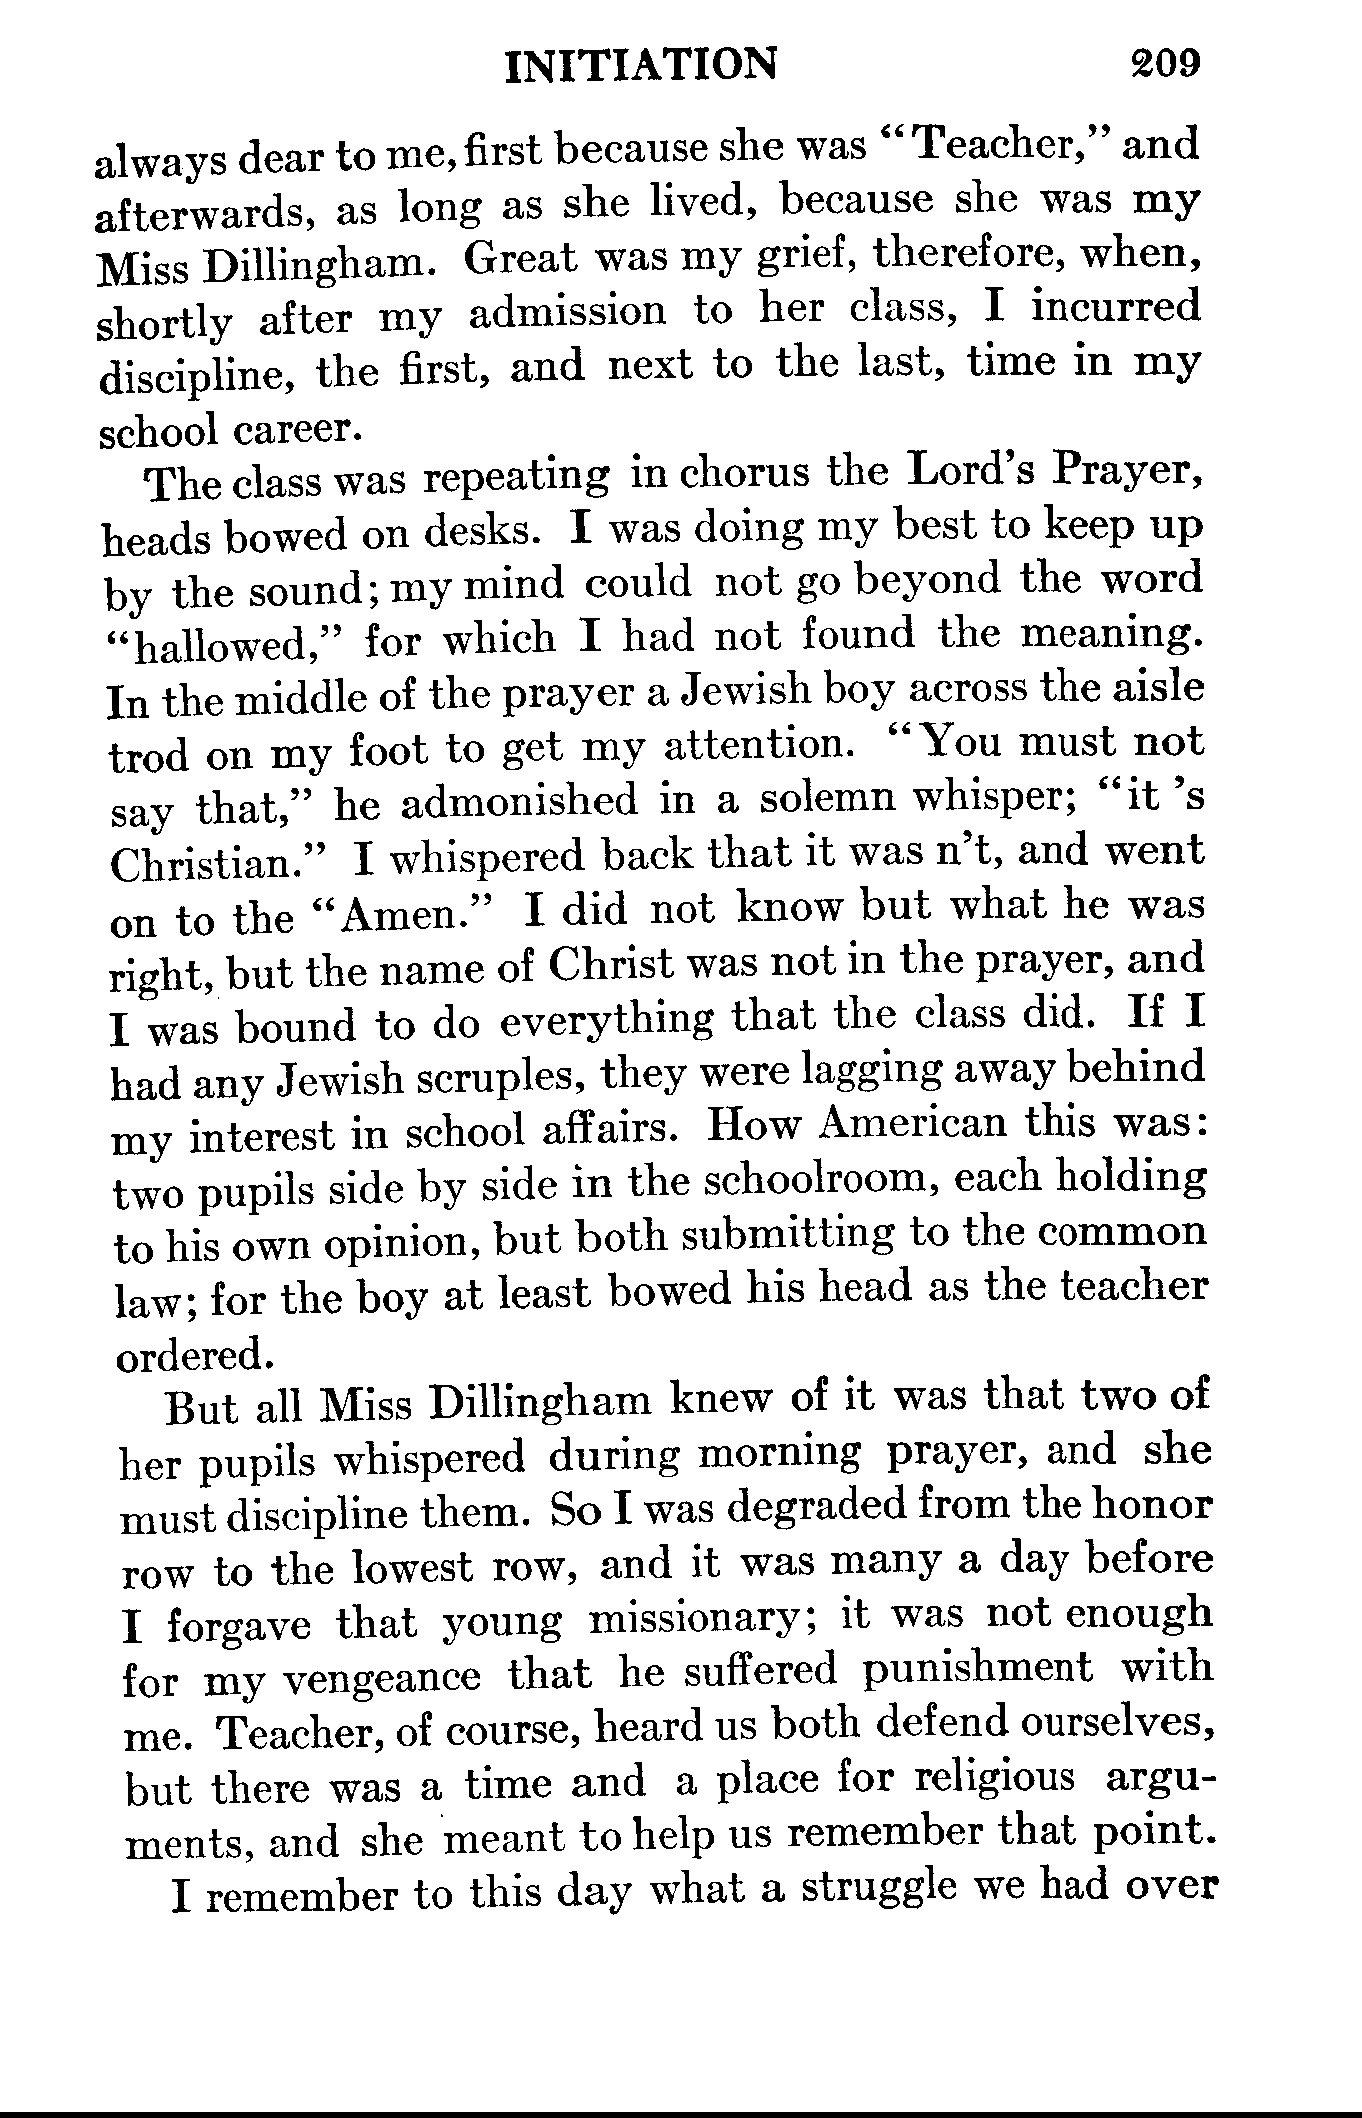 INITIATION 209
always dear to me, first because she was “Teacher,” and
afterwards, as long as she lived, because she was my
Miss Dillingham. Great was my grief, therefore, when,
shortly after my admission to her class, I incurred
discipline, the first, and next to the last, time in my
school career.
The class was repeating in chorus the Lord’s Prayer,
heads bowed on desks. I was doing my best to keep up
by the sound; my mind could not go beyond the word
“hallowed,” for which I had not found the meaning.
In the middle of the prayer a Jewish boy across the aisle
trod on my foot to get my attention. “You must not
say that,” he admonished in a solemn whisper; “it ’s
Christian.” I whispered back that it was n’t, and went
on to the “Amen.” I did not know but what he was
right, but the name of Christ was not in the prayer, and
I was bound to do everything that the class did. If I
had any Jewish scruples, they were lagging away behind
my interest in school affairs. How American this was:
two pupils side by side in the schoolroom, each holding
to his own opinion, but both submitting to the common
law; for the boy at least bowed his head as the teacher
ordered.
But all Miss Dillingham knew of it was that two of
her pupils whispered during morning prayer, and she
must discipline them. So I was degraded from the honor
row to the lowest row, and it was many a day before
I forgave that young missionary; it was not enough
for my vengeance that he suffered punishment with
me. Teacher, of course, heard us both defend ourselves,
but there was a time and a place for religious argu-
ments, and she meant to help us remember that point.
I remember to this day what a struggle we had over